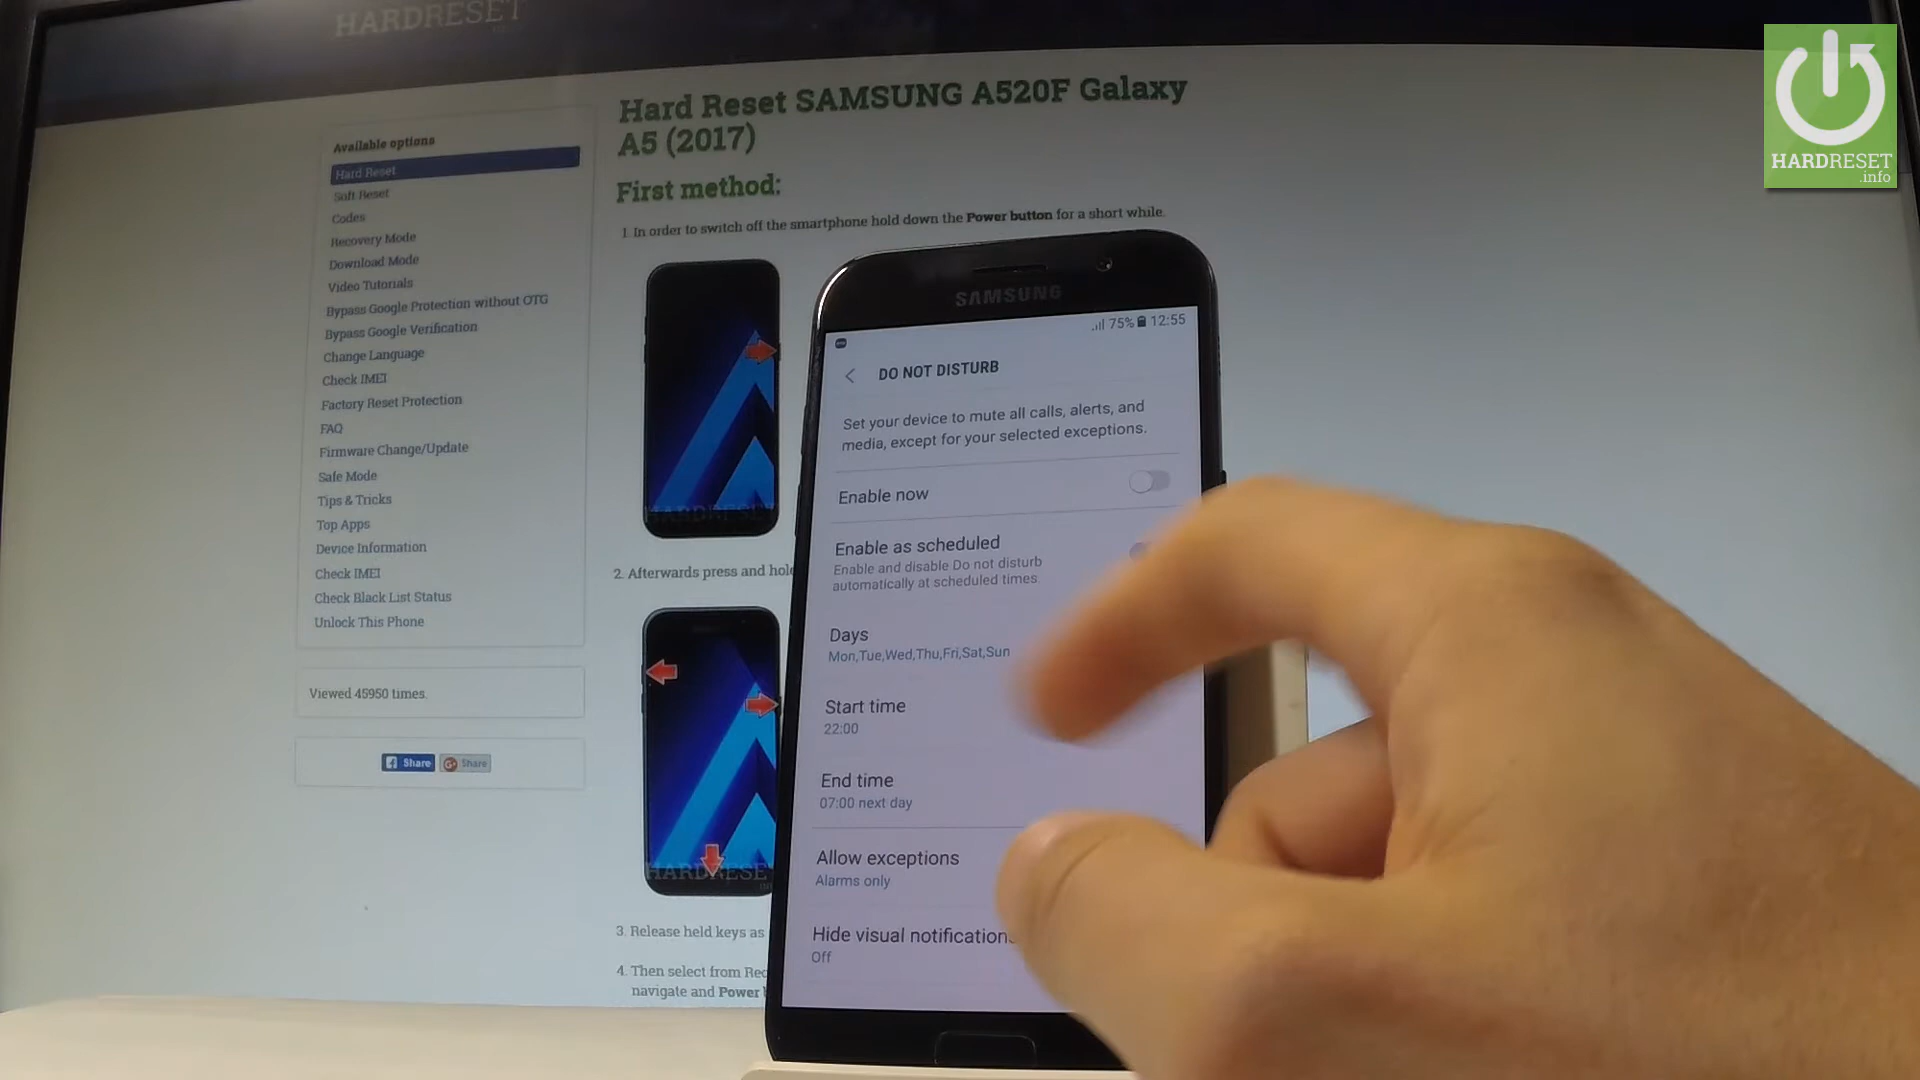 HARDRESET
HARDRESET
.info
Hard Reset SAMSUNG A520F Galaxy
A5 (2017)
First method:
1. In order to switch off the smartphone hold down the Power button for a short while.
Available options
Hard Reset
Soft Reset
Codes
Recovery Mode
Download Mode
Video Tutorials
Bypass Google Protection without OTG
Bypass Google Verification
Change Language
Check IMEI
Factory Reset Protection
FAQ
Firmware Change/Update
Safe Mode
Tips & Tricks
Top Apps
Device Information
Check IMEI
Check Black List Status
Unlock This Phone
Viewed 45950 times.
Share
Share
2. Afterwards press and hold
HARDRESE
3. Release held keys as
4. Then select from Rec
navigate and Power
SAMSUNG
75% 12:55
DO NOT DISTURB
Set your device to mute all calls, alerts, and
media, except for your selected exceptions.
Enable now
Enable as scheduled
Enable and disable Do not disturb
automatically at scheduled times.
Days
Mon,Tue,Wed,Thu,Fri,Sat,Sun
Start time
22:00
End time
07:00 next day
Allow exceptions
Alarms only
Hide visual notifications
Off